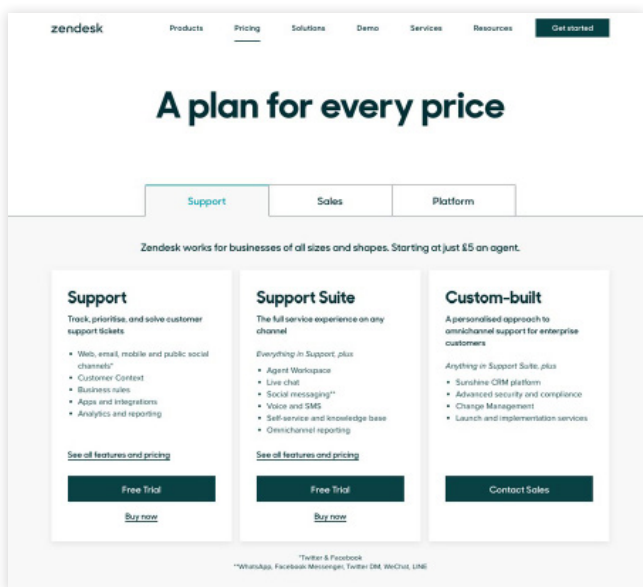 zendesk
Products
Pricing
Solutions
Demo
Services
Resources
Get started
A plan for every price
Support
Sales
Platform
Zendesk works for businesses of all sizes and shapes. Starting at just £5 an agent.
Support
Track, prioritise, and solve customer
support tickets
• Web, email, mobile and public social
channels*
• Customer Context
• Business rules
• Apps and integrations
• Analytics and reporting
See all features and pricing
Free Trial
Buy now
Support Suite
The full service experience on any
channel
Everything in Support, plus
• Agent Workspace
• Live chat
• Social messaging**
• Voice and SMS
• Self-service and knowledge base
• Omnichannel reporting
See all features and pricing
Free Trial
Buy now
Custom-built
A personalised approach to
omnichannel support for enterprise
customers
Anything in Support Suite, plus
• Sunshine CRM platform
• Advanced security and compliance
• Change Management
• Launch and implementation services
Contact Sales
*Twitter & Facebook
**WhatsApp, Facebook Messenger, Twitter DM, WeChat, LINE